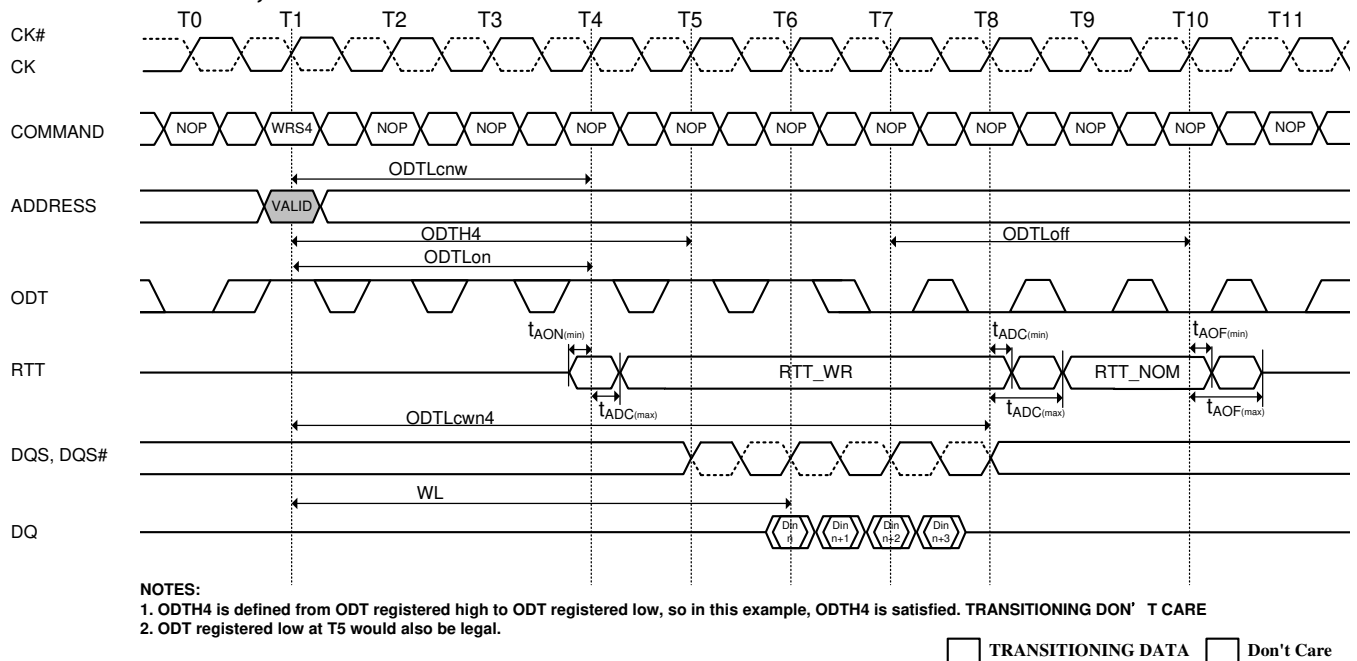 T0 T1 T2 T3 T4 T5 T6 T7 T8 T9 T10 T11
CK#
CK
COMMAND NOP WRS4 NOP NOP NOP NOP NOP NOP NOP NOP NOP NOP
ODTLcnw
ADDRESS VALID
ODTH4 ODTLoff
ODTLon
ODT
tAON(min) tADC(min) tAOF(min)
RTT RTT_WR RTT_NOM
tADC(max) tADC(max) tAOF(max)
ODTLcwn4
DQS, DQS#
WL
DQ Din n Din n+1 Din n+2 Din n+3
NOTES:
1. ODTH4 is defined from ODT registered high to ODT registered low, so in this example, ODTH4 is satisfied. TRANSITIONING DON' T CARE
2. ODT registered low at T5 would also be legal.
TRANSITIONING DATA Don't Care